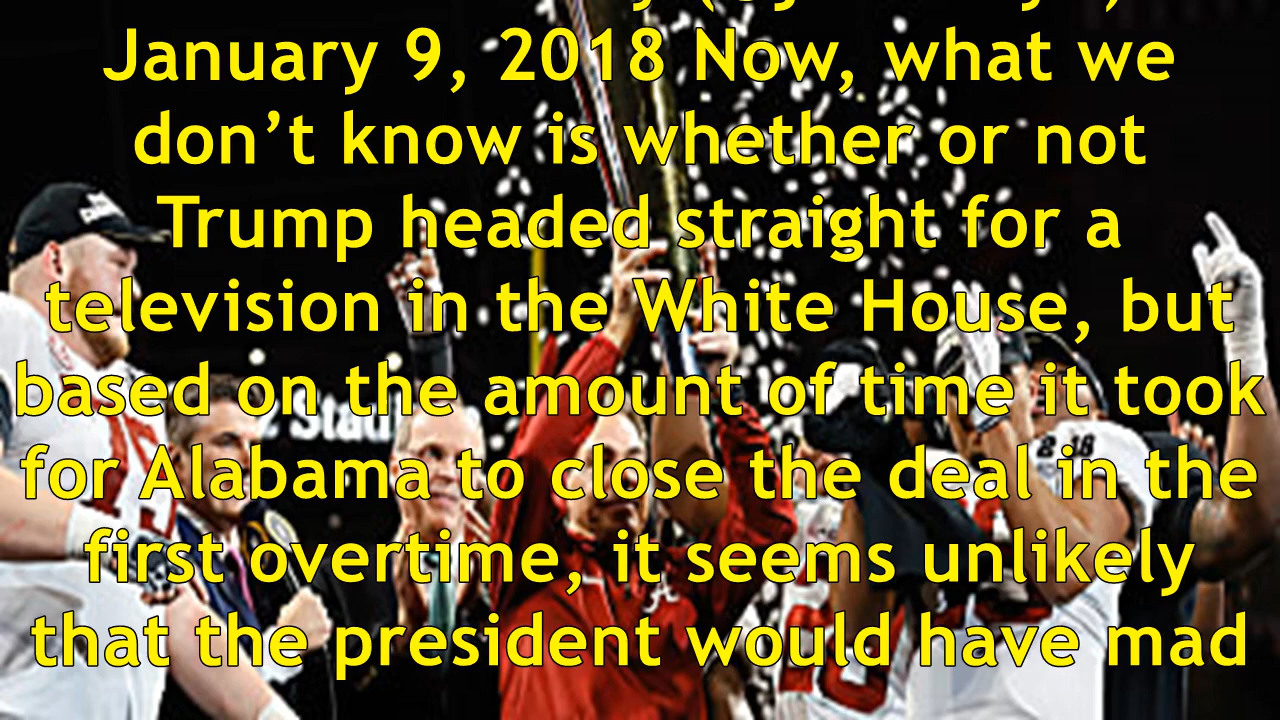 January 9, 2018 Now, what we
don’t know is whether or not
Trump headed straight for a
television in the White House, but
based on the amount of time it took
for Alabama to close the deal in the
first overtime, it seems unlikely
that the president would have mad